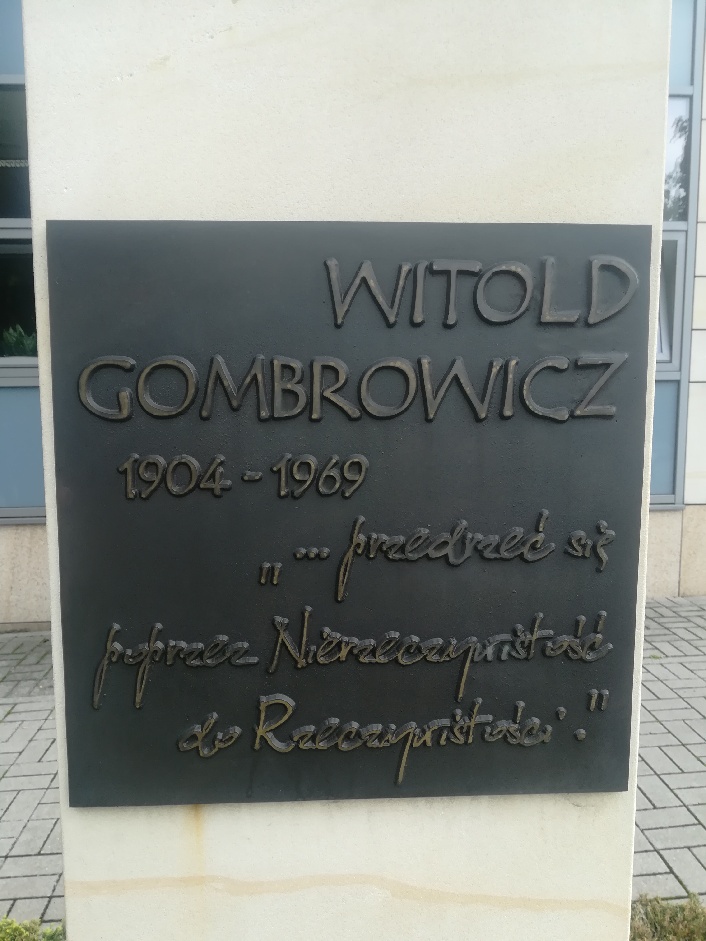 WITOLD
GOMBROWICZ
1904 - 1969
„... przedrzeć się
poprzez Nierzeczywistość
do Rzeczywistości."